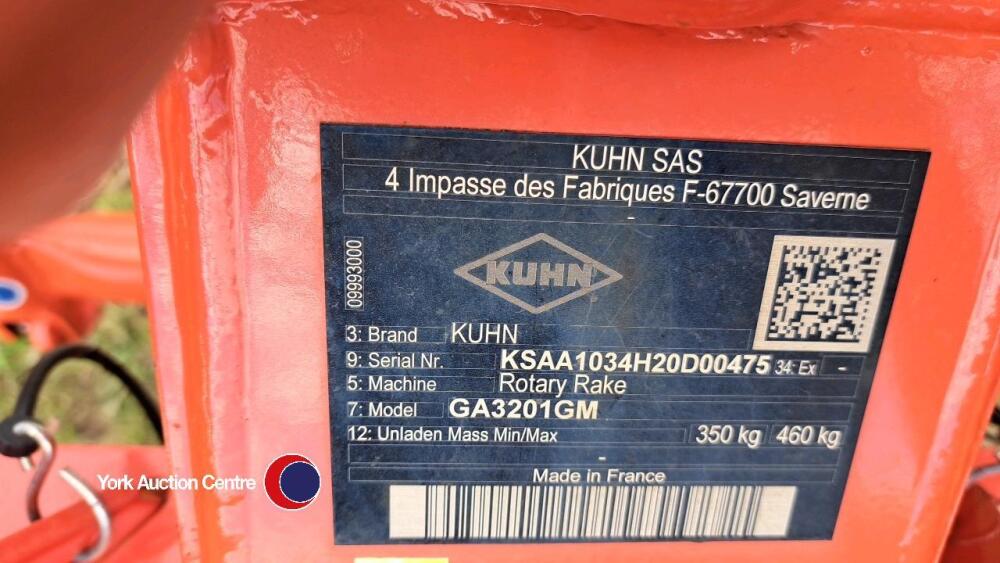 KUHN SAS
4 Impasse des Fabriques F-67700 Saverne
-
09993000
KUHN
3: Brand KUHN
9: Serial Nr. KSAA1034H20D00475 34: Ex -
5: Machine Rotary Rake
7: Model GA3201GM
12: Unladen Mass Min/Max 350 kg 460 kg
-
Made in France
York Auction Centre